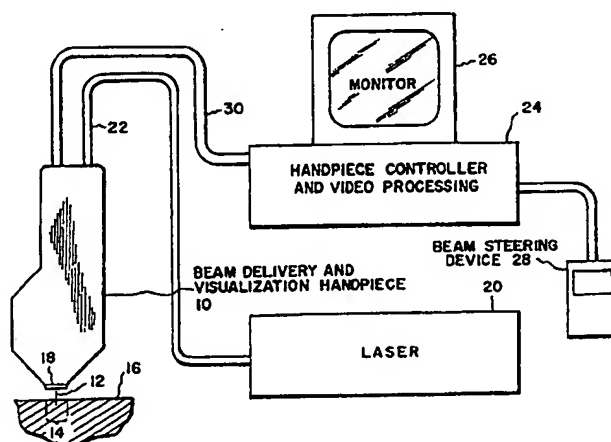 MONITOR
26
22
30
24
HANDPIECE CONTROLLER
AND VIDEO PROCESSING
BEAM STEERING
DEVICE 28
BEAM DELIVERY AND
VISUALIZATION HANDPIECE
10
20
LASER
18
12
16
14